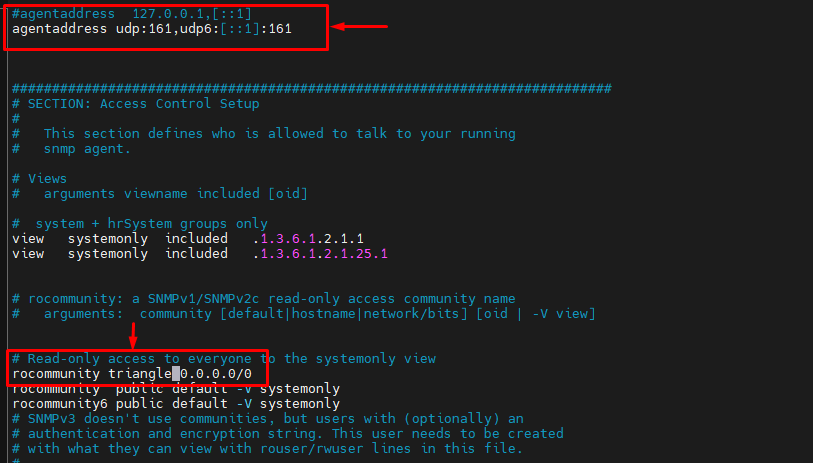 #agentaddress  127.0.0.1,[::1]
agentaddress udp:161,udp6:[::1]:161
###########################################################################
# SECTION: Access Control Setup
#
#   This section defines who is allowed to talk to your running
#   snmp agent.
# Views
#   arguments viewname included [oid]
#  system + hrSystem groups only
view   systemonly  included   .1.3.6.1.2.1.1
view   systemonly  included   .1.3.6.1.2.1.25.1
# rocommunity: a SNMPv1/SNMPv2c read-only access community name
#   arguments:  community [default|hostname|network/bits] [oid | -V view]
# Read-only access to everyone to the systemonly view
rocommunity triangle 0.0.0.0/0
rocommunity  public default -V systemonly
rocommunity6 public default -V systemonly
# SNMPv3 doesn't use communities, but users with (optionally) an
# authentication and encryption string. This user needs to be created
# with what they can view with rouser/rwuser lines in this file.
#